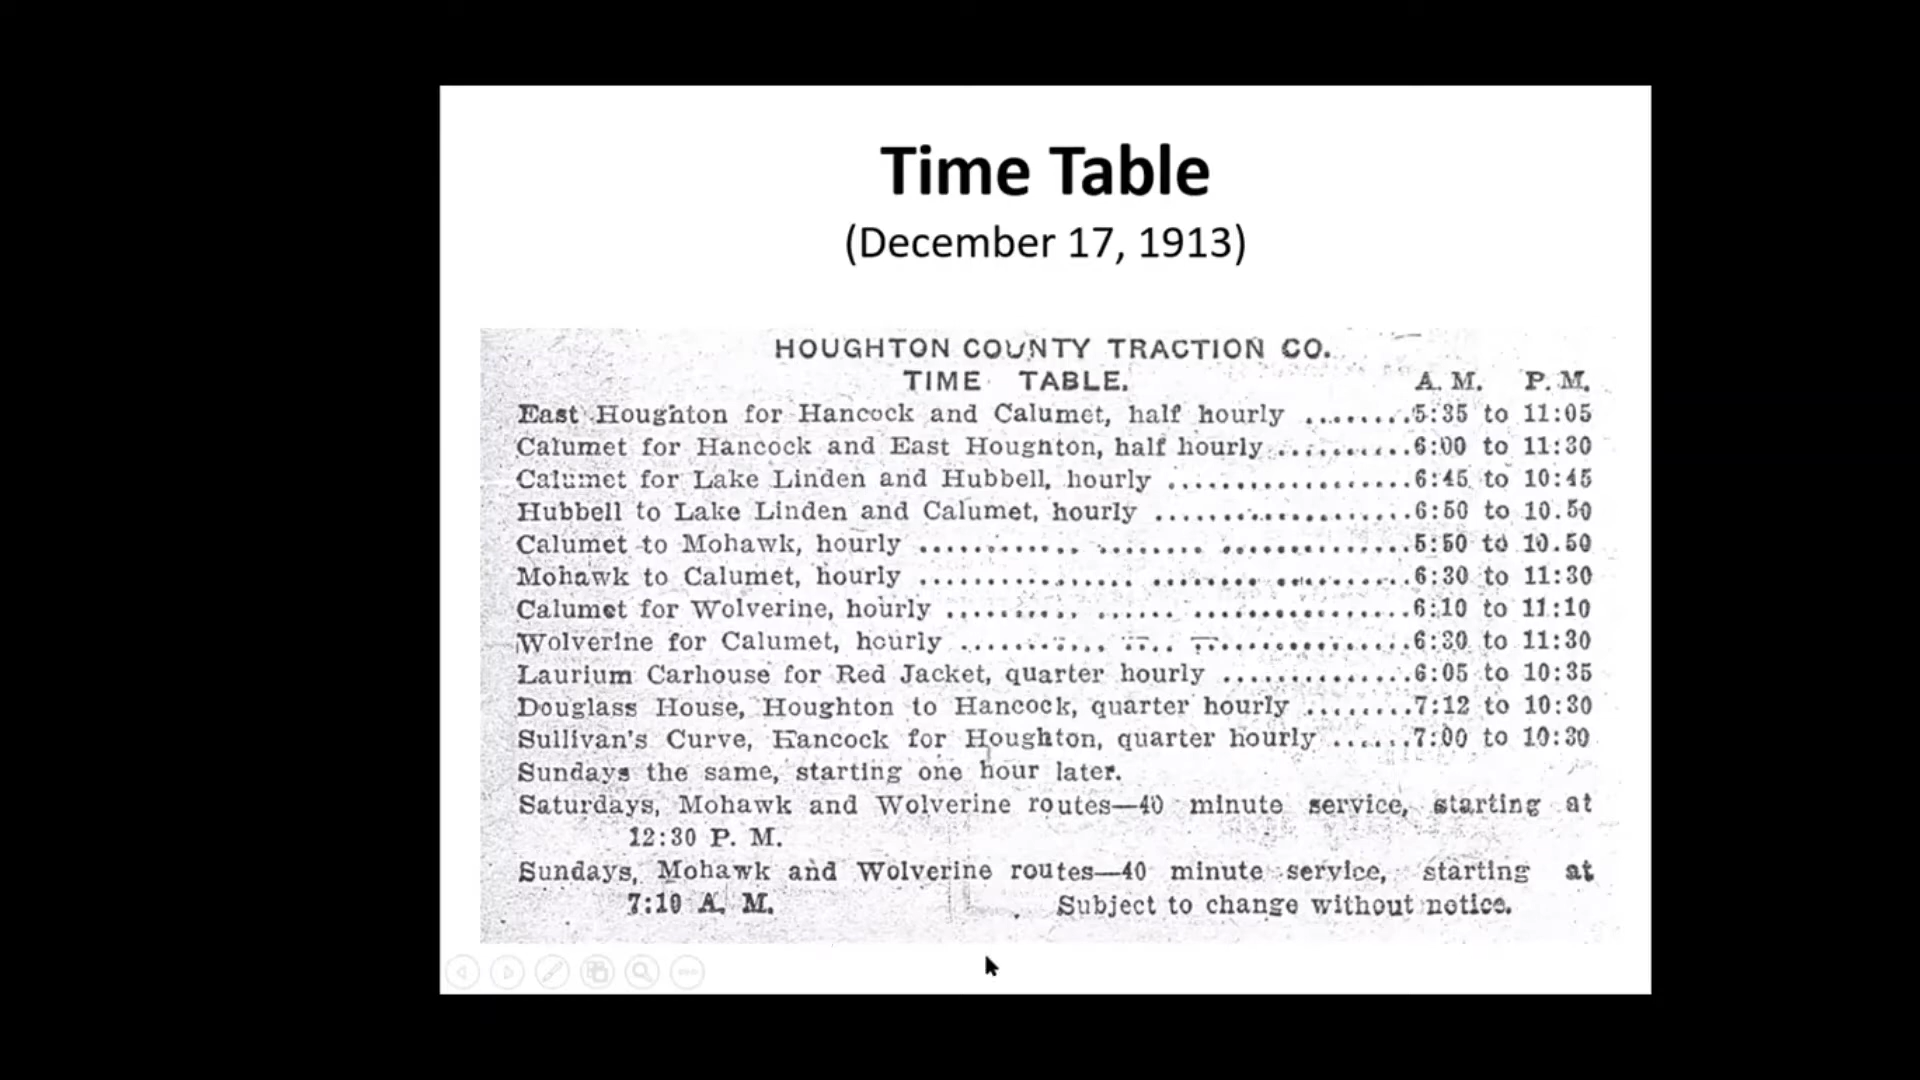 Time Table
(December 17, 1913)
HOUGHTON COUNTY TRACTION CO.
TIME TABLE. A. M. P. M.
East Houghton for Hancock and Calumet, half hourly ........5:35 to 11:05
Calumet for Hancock and East Houghton, half hourly...........6:00 to 11:30
Calumet for Lake Linden and Hubbell, hourly ...................6:45 to 10:45
Hubbell to Lake Linden and Calumet, hourly ....................6:50 to 10.50
Calumet to Mohawk, hourly ......................................5:50 to 10.50
Mohawk to Calumet, hourly ......................................6:30 to 11:30
Calumet for Wolverine, hourly ...................................6:10 to 11:10
Wolverine for Calumet, hourly ...................................6:30 to 11:30
Laurium Carhouse for Red Jacket, quarter hourly ..............6:05 to 10:35
Douglass House, Houghton to Hancock, quarter hourly ........7:12 to 10:30
Sullivan's Curve, Hancock for Houghton, quarter hourly ......7:00 to 10:30
Sundays the same, starting one hour later.
Saturdays, Mohawk and Wolverine routes—40 minute service, starting at
12:30 P. M.
Sundays, Mohawk and Wolverine routes—40 minute service, starting at
7:10 A. M. Subject to change without notice.